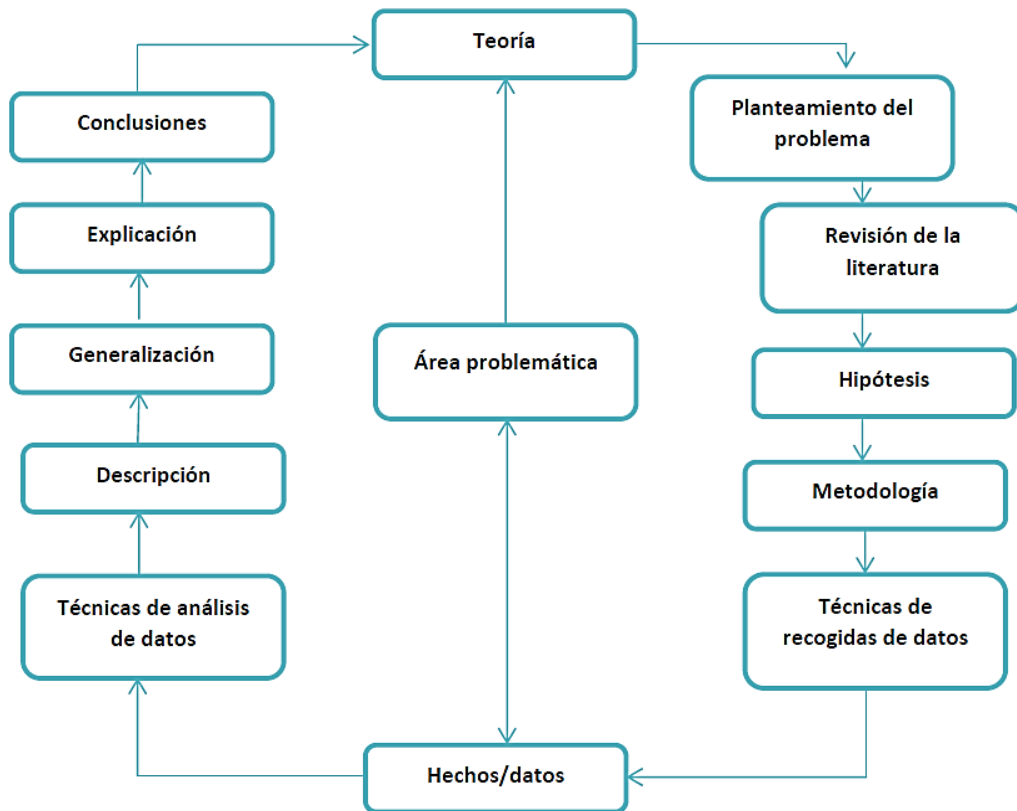 Teoría
Conclusiones
Planteamiento del
problema
Explicación
Revisión de la
literatura
Generalización
Área problemática
Hipótesis
Descripción
Metodología
Técnicas de análisis
de datos
Técnicas de
recogidas de datos
Hechos/datos